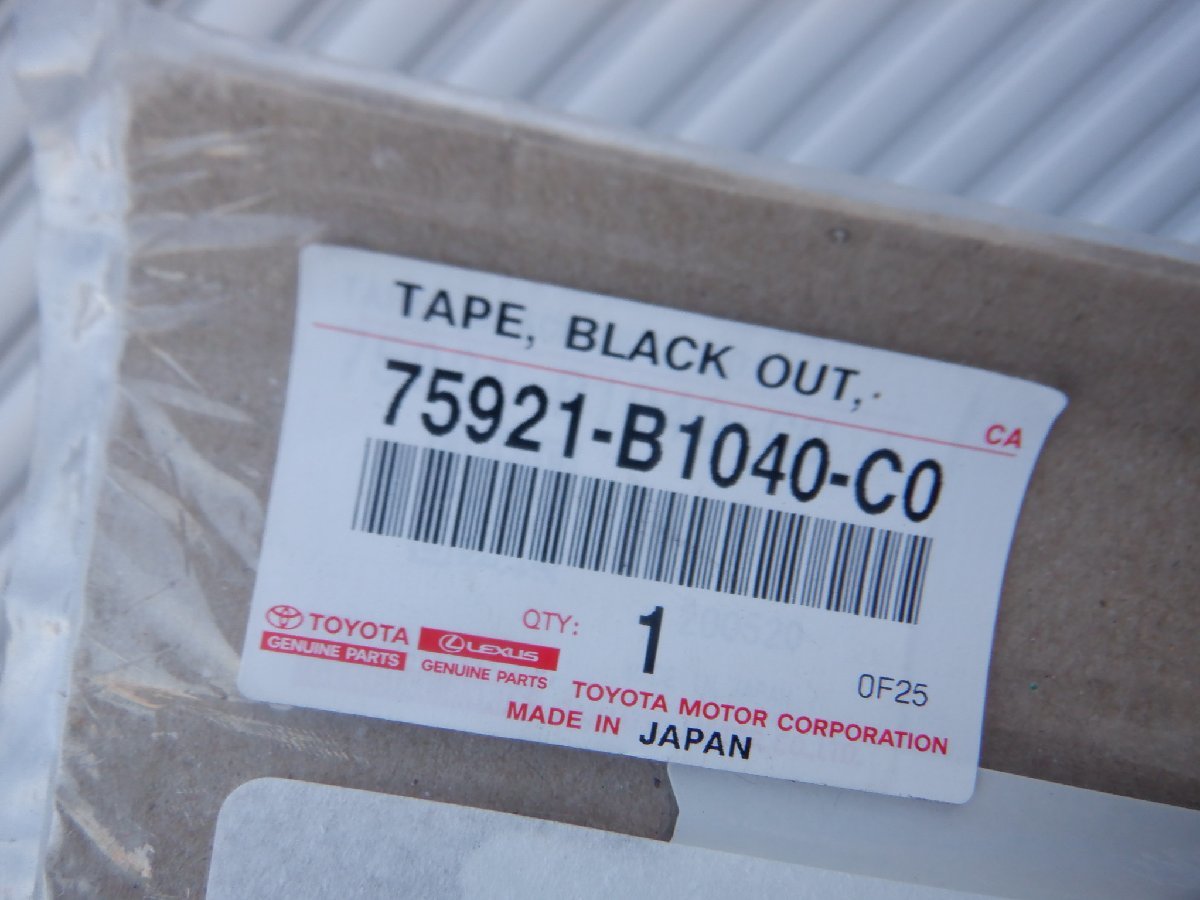 TAPE, BLACK OUT,
CA
75921-B1040-C0
QTY: 1
TOYOTA
GENUINE PARTS
LEXUS
GENUINE PARTS
0F25
TOYOTA MOTOR CORPORATION
MADE IN JAPAN